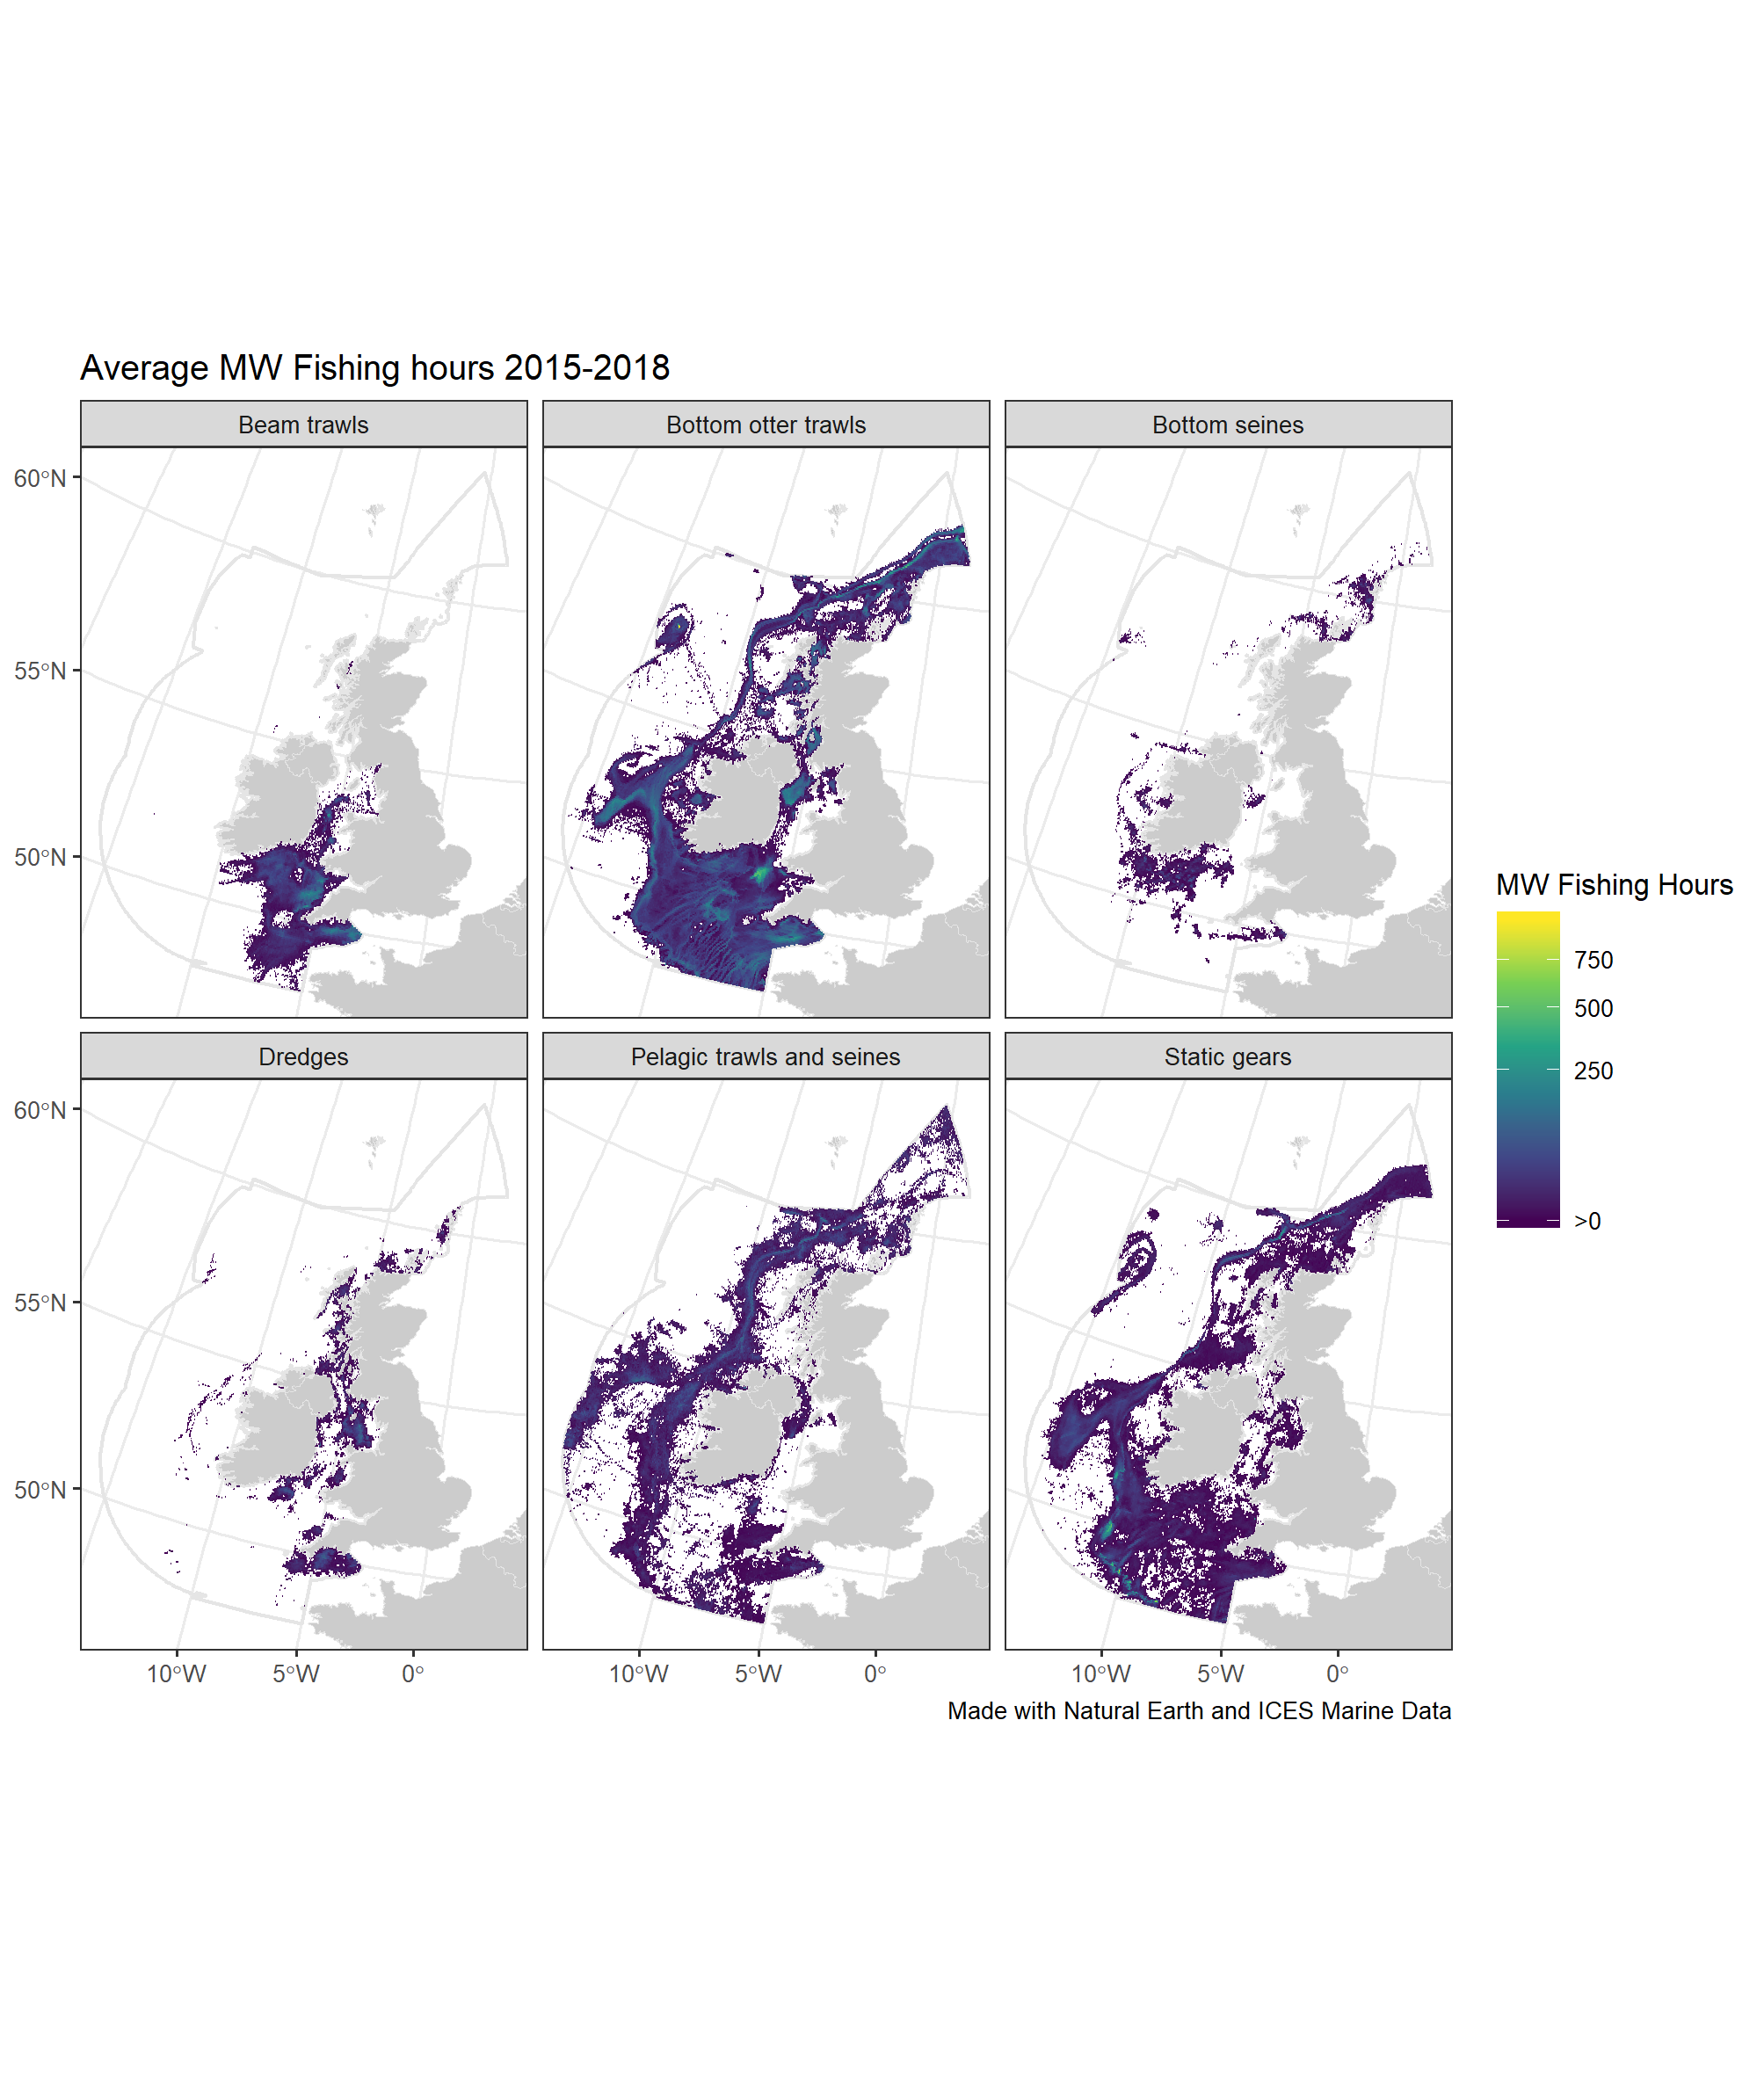 Average MW Fishing hours 2015-2018
Beam trawls
Bottom otter trawls
Bottom seines
60°N
55°N
50°N
Dredges
Pelagic trawls and seines
Static gears
60°N
55°N
50°N
10°W
5°W
0°
10°W
5°W
0°
10°W
5°W
0°
Made with Natural Earth and ICES Marine Data
MW Fishing Hours
750
500
250
>0